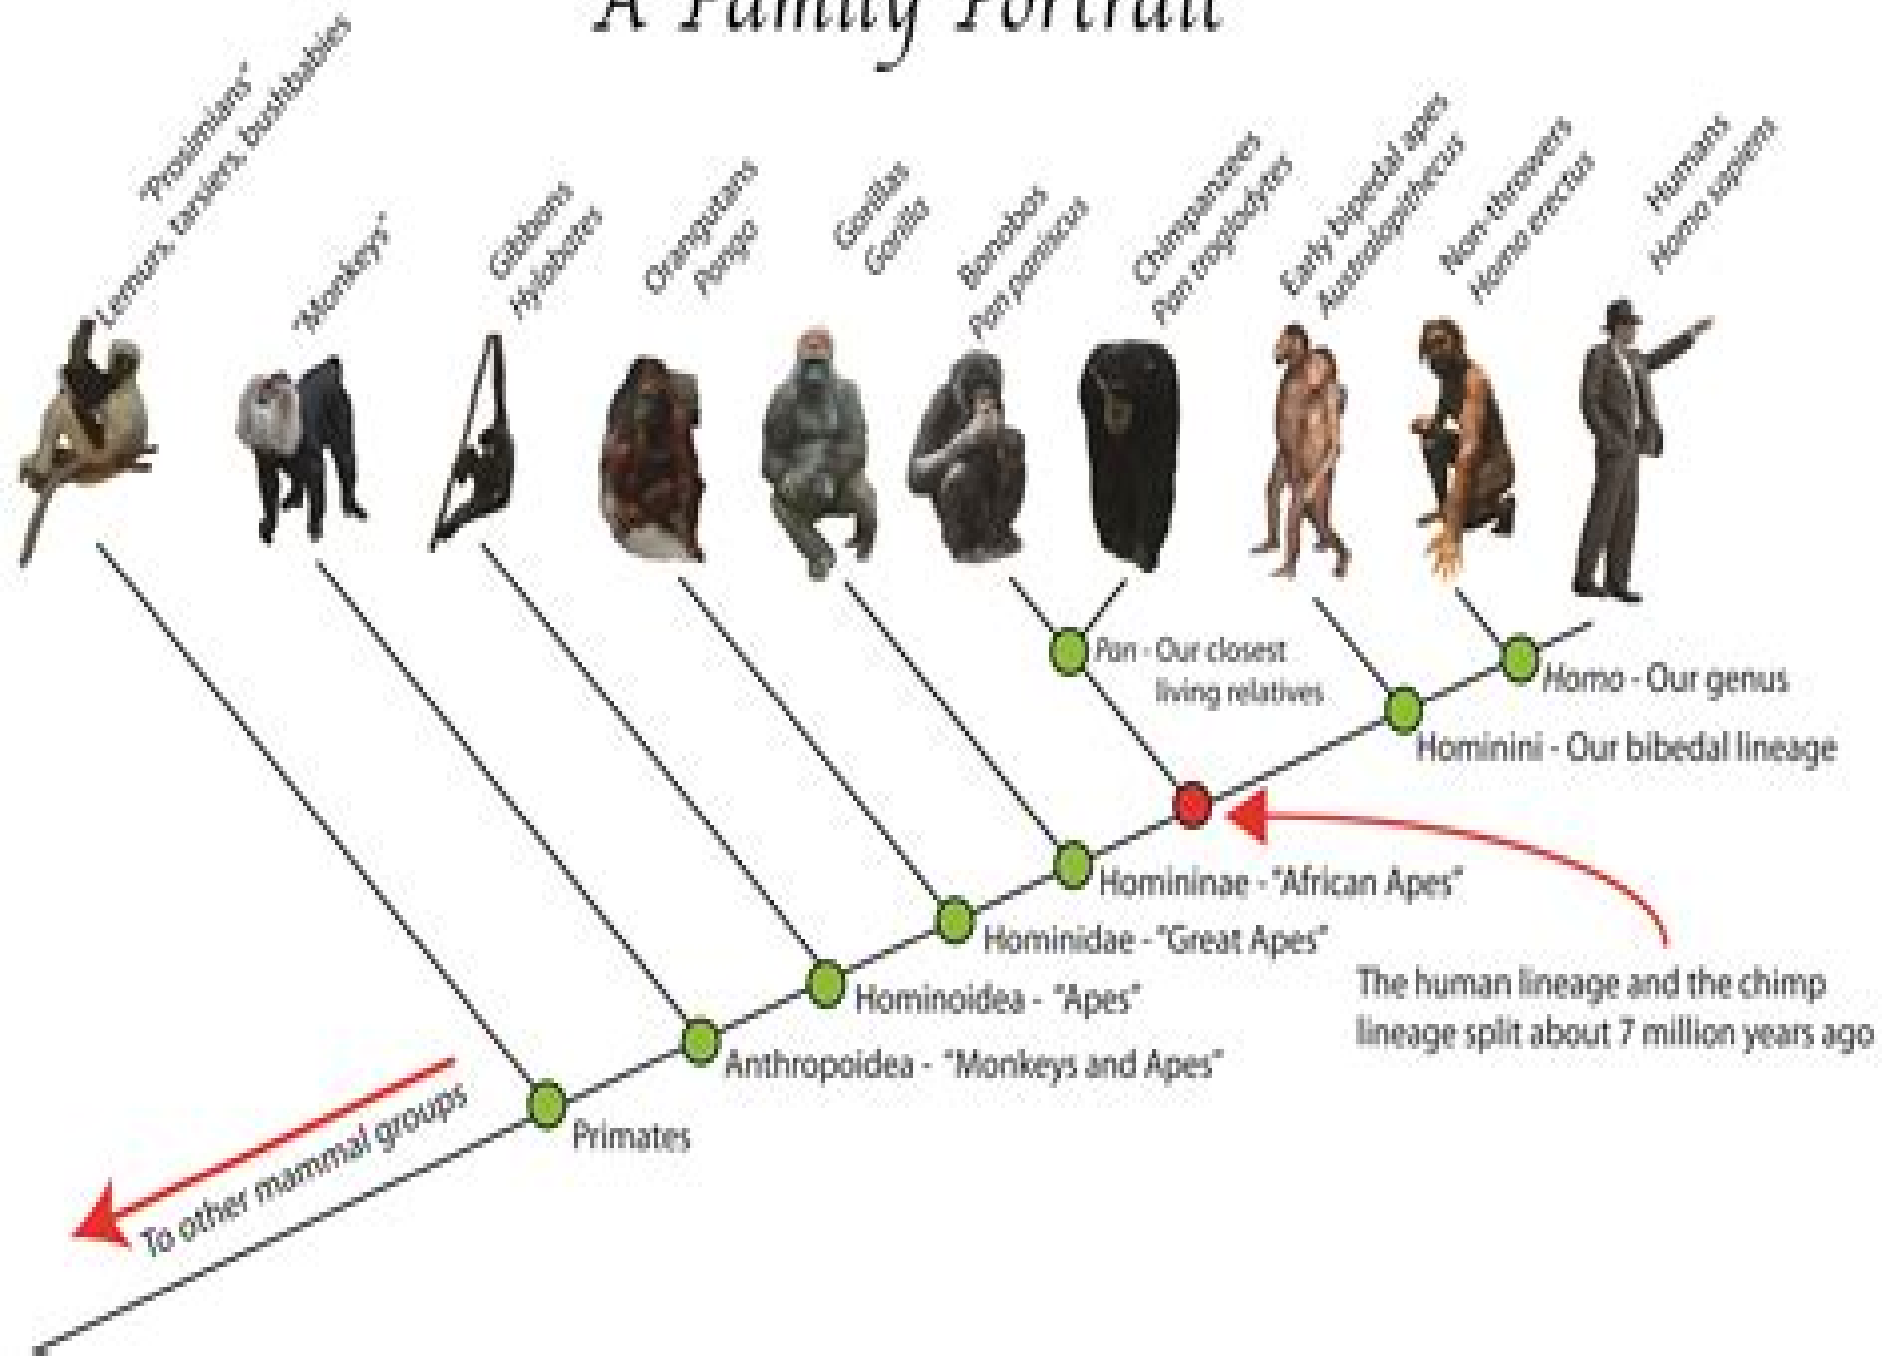 A Family Portrait
"Prosimians"
Lemurs, tarsiers, bushbabies
"Monkeys"
Gibbons
Hylobates
Orangutans
Pongo
Gorillas
Gorilla
Bonobos
Pan paniscus
Chimpanzees
Pan troglodytes
Early bipedal apes
Australopithecus
Non-throwers
Homo erectus
Humans
Homo sapiens
Pan - Our closest
living relatives
Homo - Our genus
Hominini - Our bibedal lineage
Homininae - "African Apes"
Hominidae - "Great Apes"
Hominoidea - "Apes"
Anthropoidea - "Monkeys and Apes"
Primates
The human lineage and the chimp
lineage split about 7 million years ago
To other mammal groups